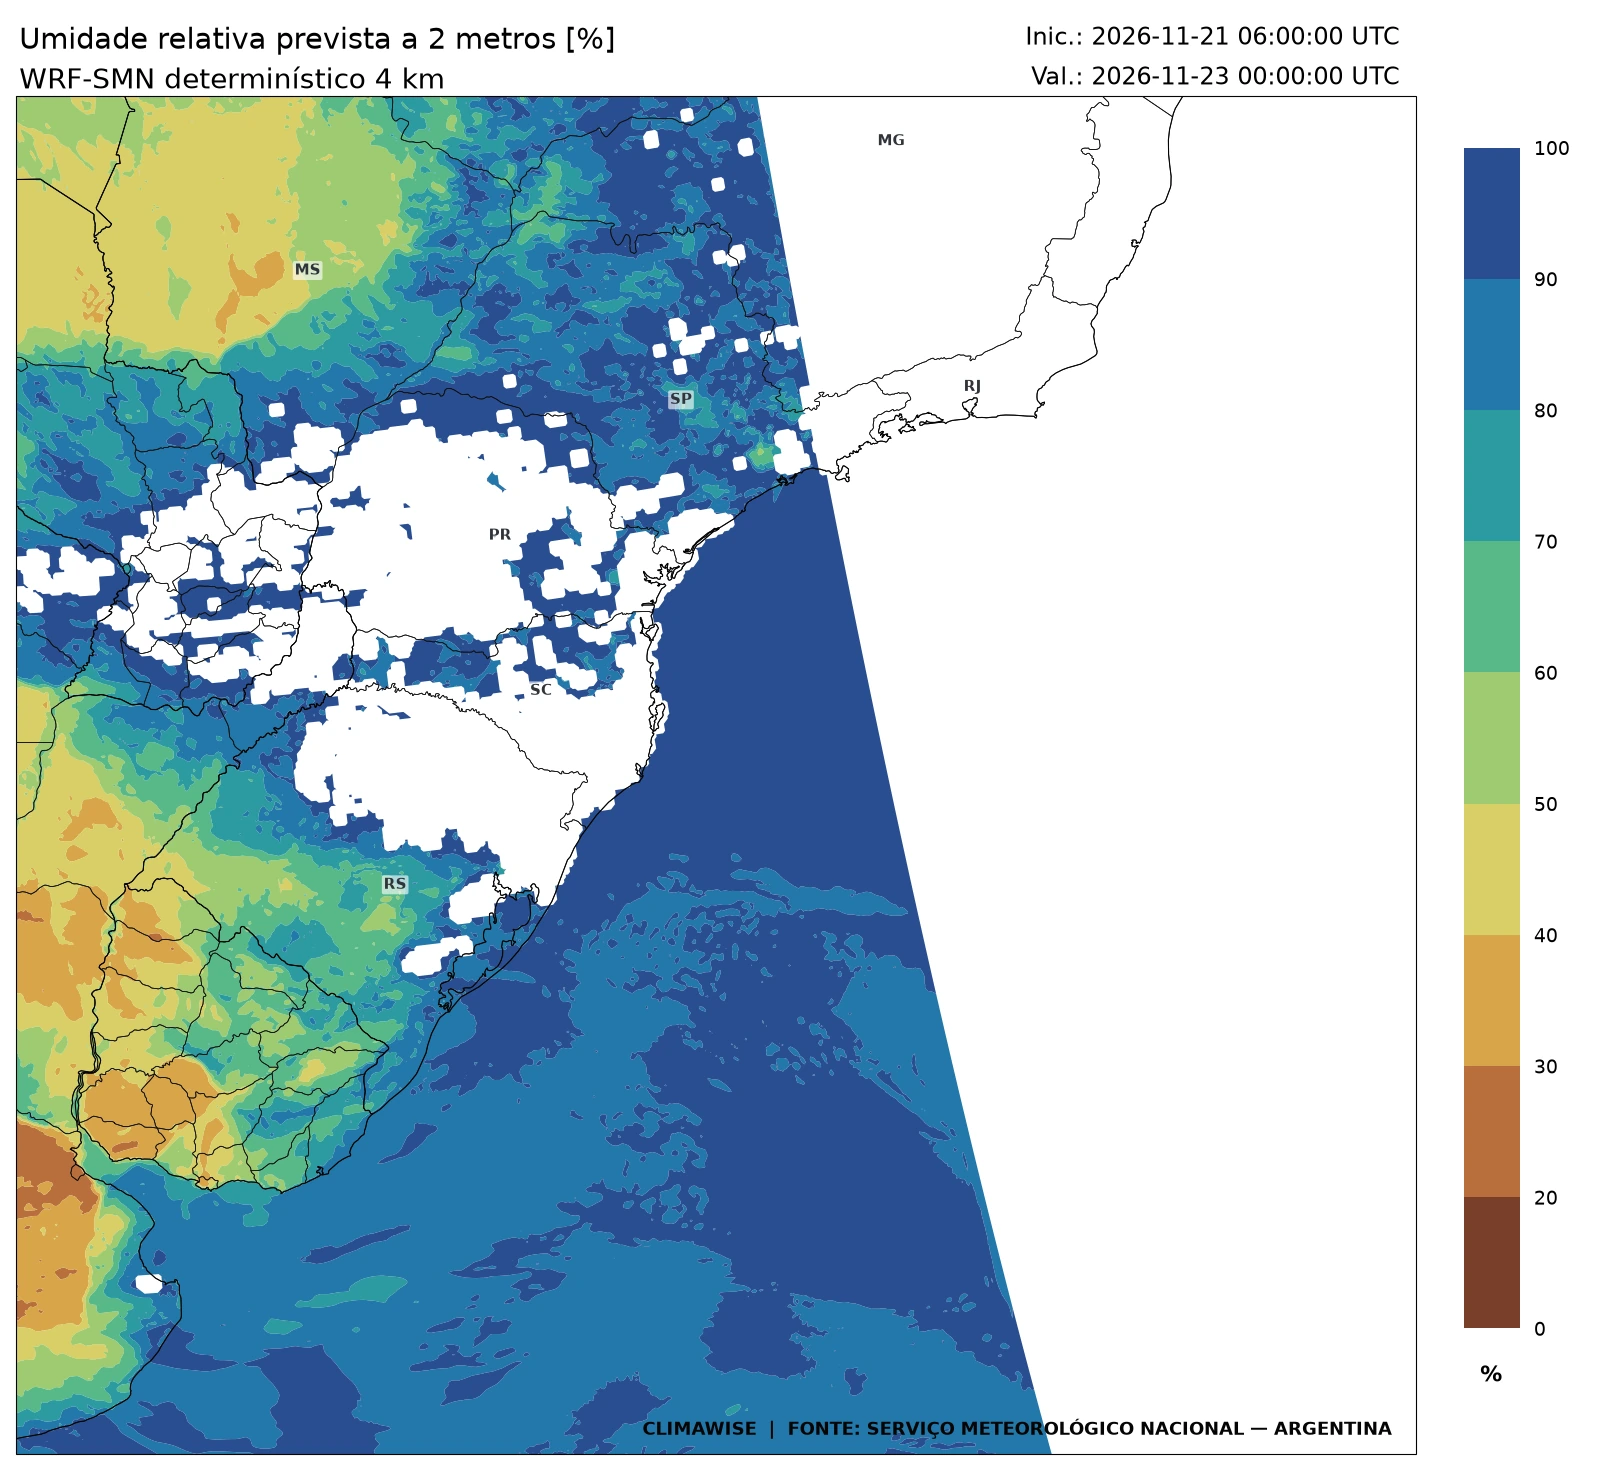 Umidade relativa prevista a 2 metros [%]
Inic.: 2026-11-21 06:00:00 UTC
WRF-SMN determinístico 4 km
Val.: 2026-11-23 00:00:00 UTC
MG
MS
RJ
SP
PR
SC
RS
100
90
80
70
60
50
40
30
20
0
%
CLIMAWISE | FONTE: SERVIÇO METEOROLÓGICO NACIONAL — ARGENTINA